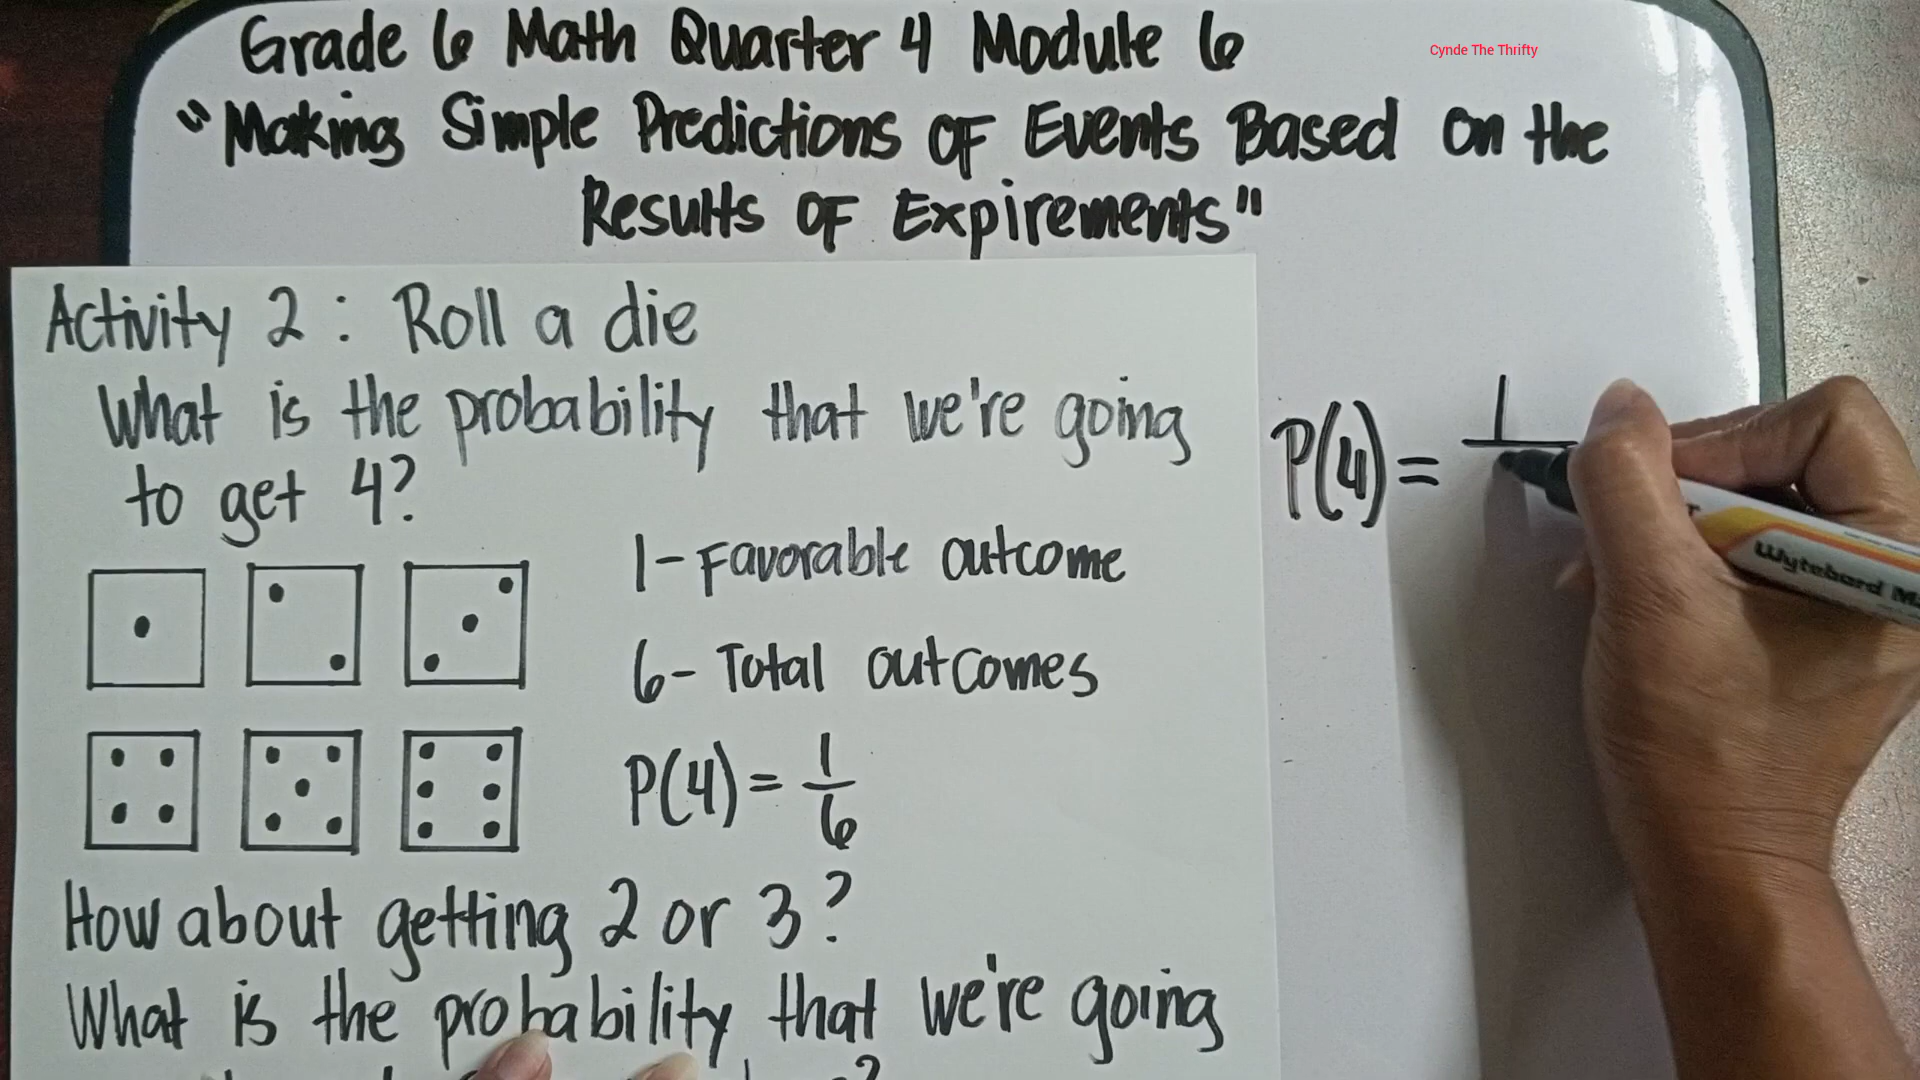 Grade 6 Math Quarter 4 Module 6
Cynde The Thrifty
"Making Simple Predictions OF Events Based on the
Results OF Expirements"
Activity 2: Roll a die
What is the probability that we're going
to get 4?
1-Favorable outcome
6-Total outcomes
P(4) = 1/6
How about getting 2 or 3?
What is the probability that we're going
P(4) = 1
Wytebord